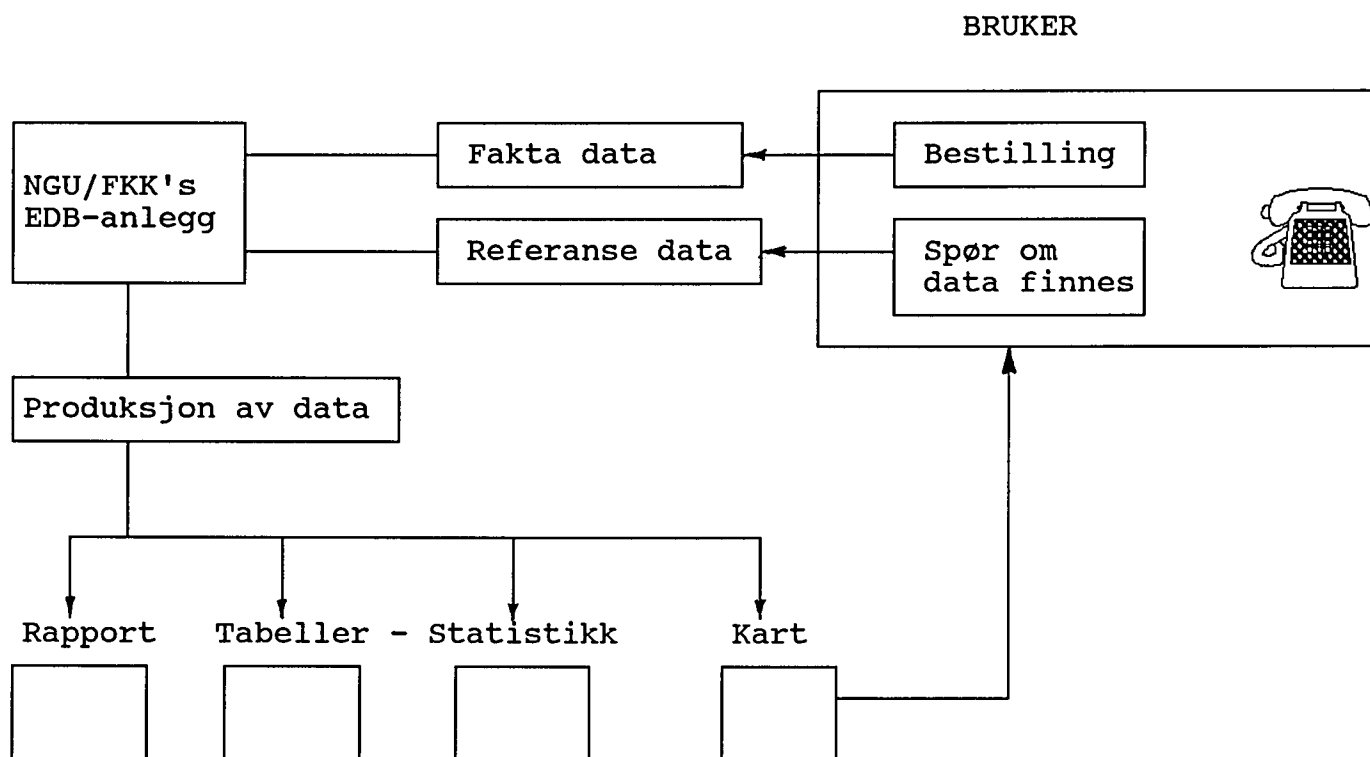 BRUKER
NGU/FKK's
EDB-anlegg
Fakta data
Bestilling
Referanse data
Spør om
data finnes
Produksjon av data
Rapport
Tabeller - Statistikk
Kart